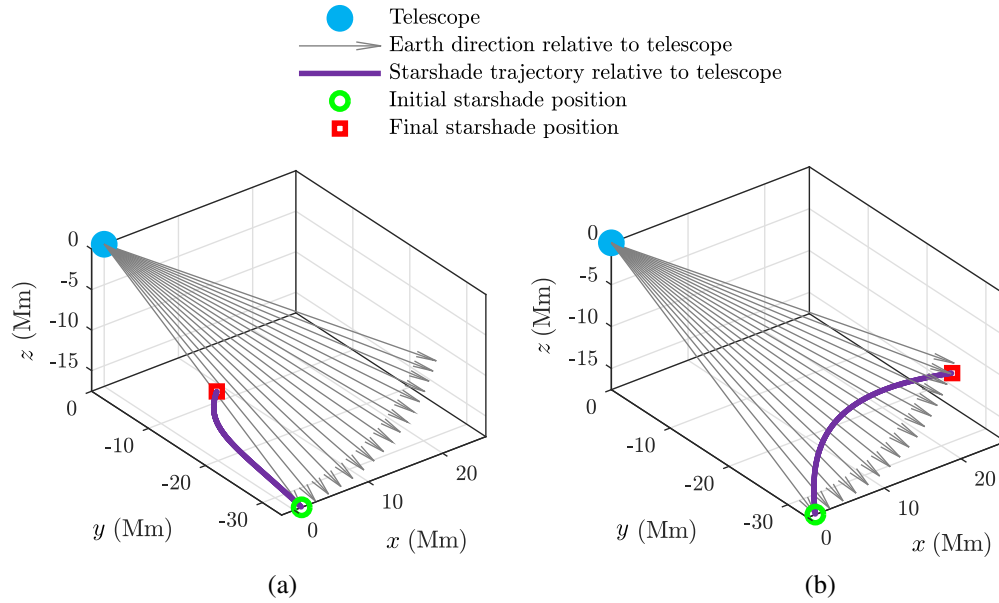 Telescope
Earth direction relative to telescope
Starshade trajectory relative to telescope
Initial starshade position
Final starshade position
0
-5
-10
-15
z (Mm)
0
-10
-20
-30
y (Mm)
0
10
20
x (Mm)
(a)
0
-5
-10
-15
z (Mm)
0
-10
-20
-30
y (Mm)
0
10
20
x (Mm)
(b)